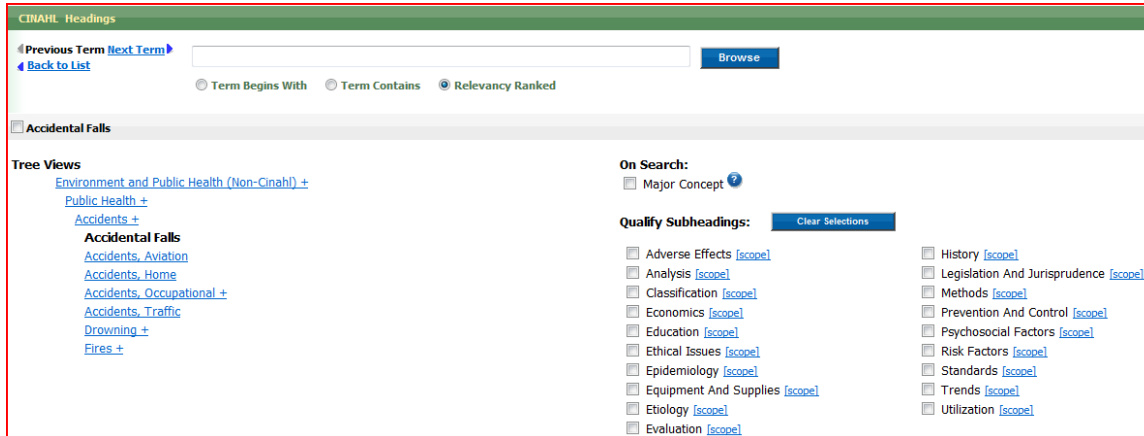 CINAHL Headings
Previous Term Next Term
Back to List
Browse
Term Begins With Term Contains Relevancy Ranked
Accidental Falls
Tree Views
Environment and Public Health (Non-Cinahl) +
Public Health +
Accidents +
Accidental Falls
Accidents, Aviation
Accidents, Home
Accidents, Occupational +
Accidents, Traffic
Drowning +
Fires +
On Search:
Major Concept ?
Qualify Subheadings: Clear Selections
Adverse Effects [scope]
Analysis [scope]
Classification [scope]
Economics [scope]
Education [scope]
Ethical Issues [scope]
Epidemiology [scope]
Equipment And Supplies [scope]
Etiology [scope]
Evaluation [scope]
History [scope]
Legislation And Jurisprudence [scope]
Methods [scope]
Prevention And Control [scope]
Psychosocial Factors [scope]
Risk Factors [scope]
Standards [scope]
Trends [scope]
Utilization [scope]